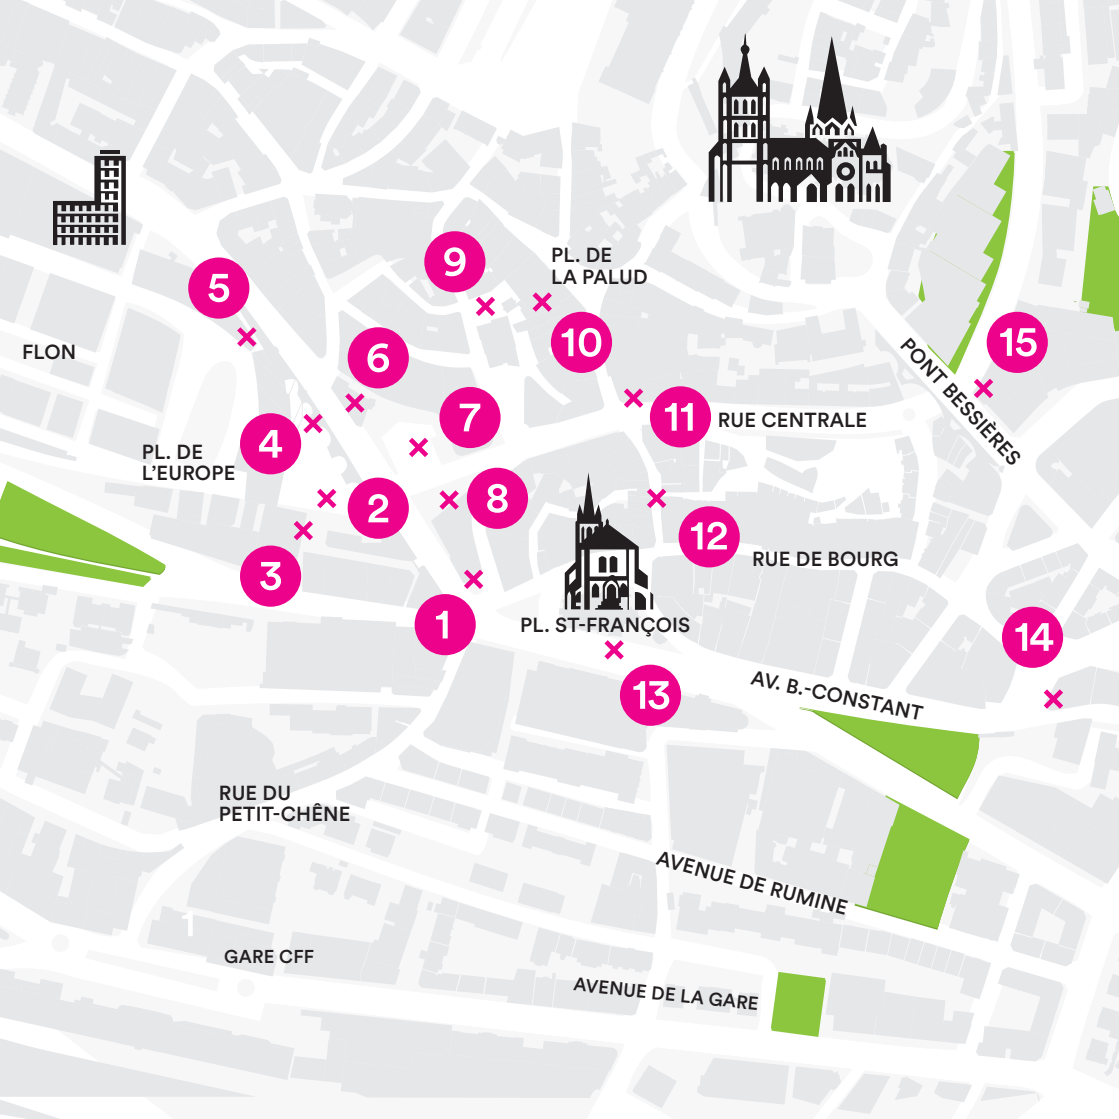 9
PL. DE
LA PALUD
5
10
15
FLON
6
PONT BESSIÈRES
7
11
RUE CENTRALE
4
PL. DE
L'EUROPE
8
2
12
RUE DE BOURG
3
1
PL. ST-FRANÇOIS
14
13
AV. B.-CONSTANT
RUE DU
PETIT-CHÊNE
AVENUE DE RUMINE
1
GARE CFF
AVENUE DE LA GARE